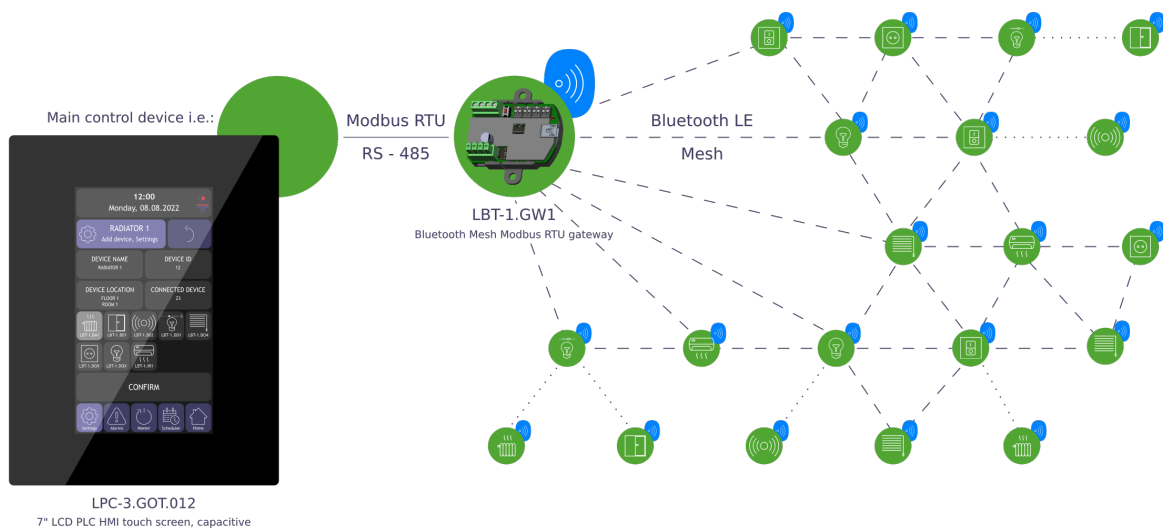 Main control device i.e.:
Modbus RTU
RS - 485
Bluetooth LE
Mesh
LBT-1.GW1
Bluetooth Mesh Modbus RTU gateway
12:00
Monday, 08.08.2022
RADIATOR 1
Add device, Settings
DEVICE NAME
RADIATOR 1
DEVICE ID
12
DEVICE LOCATION
FLOOR 1
ROOM 1
CONNECTED DEVICE
23
CONFIRM
Settings
Alarms
Scheduler
Home
LPC-3.GOT.012
7" LCD PLC HMI touch screen, capacitive